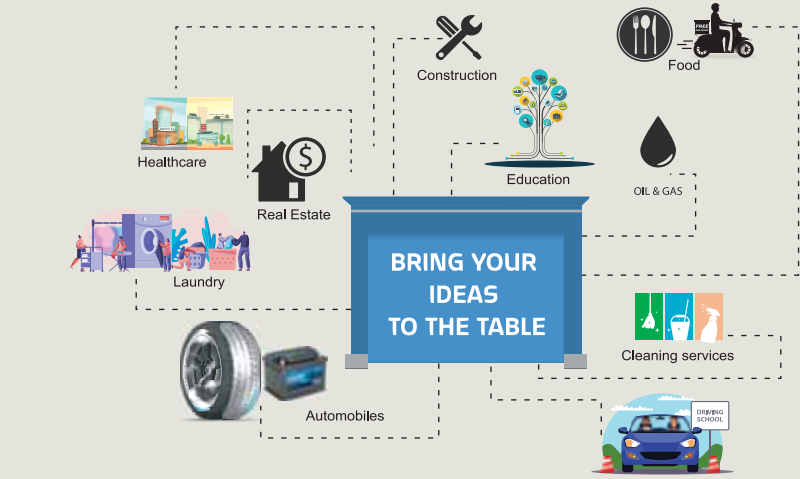 Construction
FREE
Food
Healthcare
Education
OIL & GAS
Real Estate
Laundry
BRING YOUR
IDEAS
TO THE TABLE
Cleaning services
Automobiles
DRIVING
SCHOOL